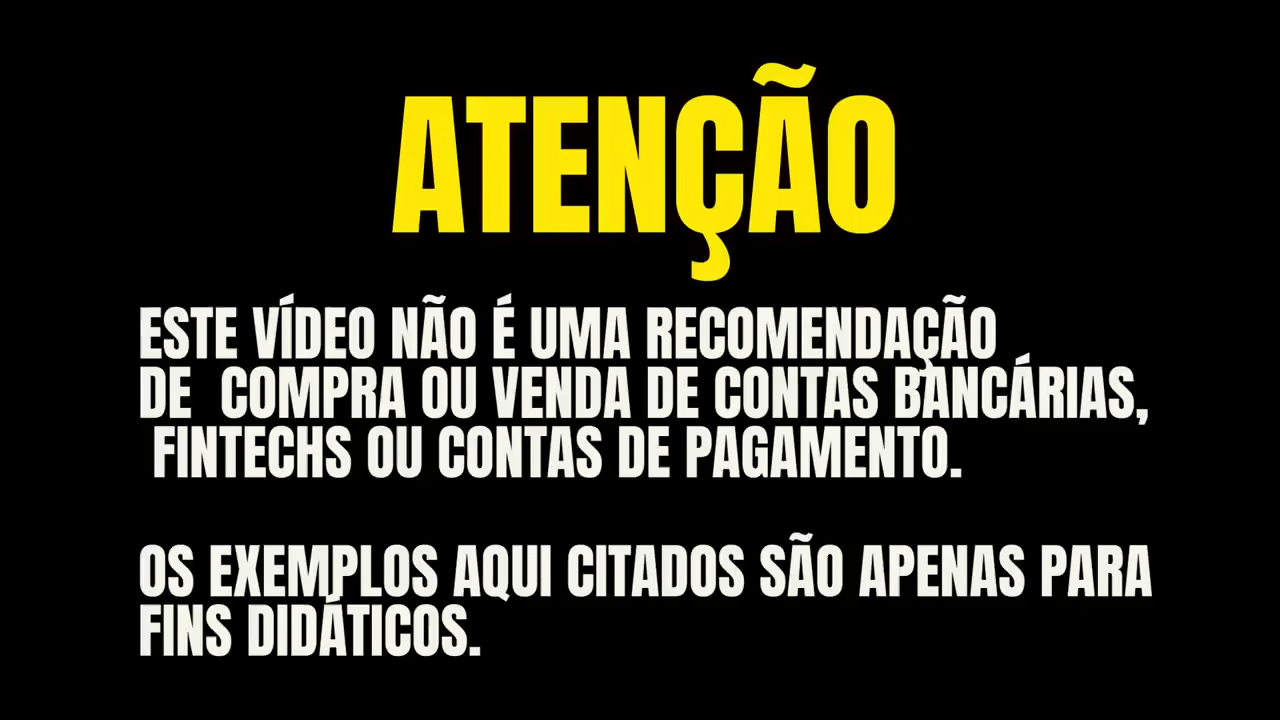 ATENÇÃO
ESTE VÍDEO NÃO É UMA RECOMENDAÇÃO
DE COMPRA OU VENDA DE CONTAS BANCÁRIAS,
FINTECHS OU CONTAS DE PAGAMENTO.
OS EXEMPLOS AQUI CITADOS SÃO APENAS PARA
FINS DIDÁTICOS.